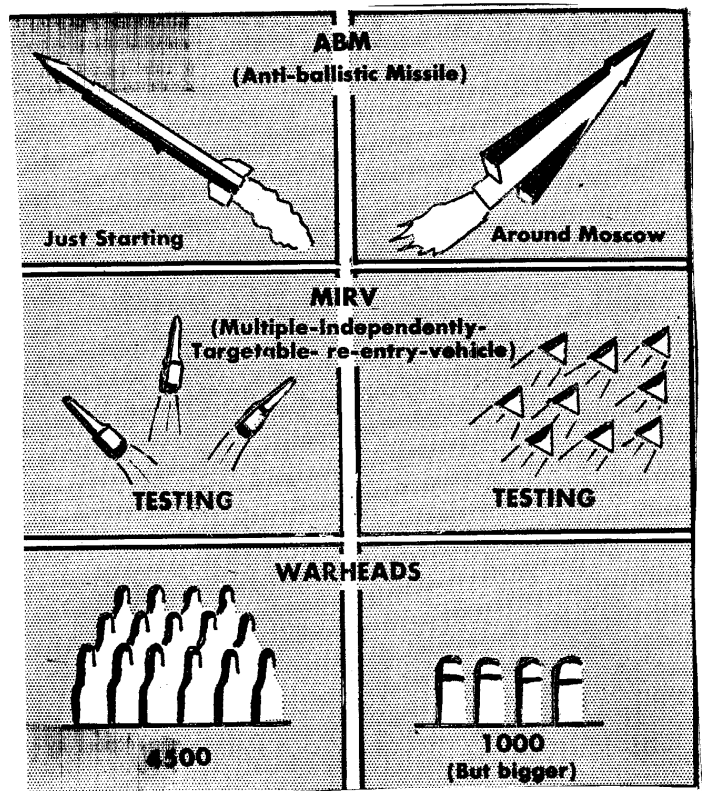 ABM
(Anti-ballistic Missile)
Just Starting
Around Moscow
MIRV
(Multiple-Independently-
Targetable- re-entry-vehicle)
TESTING
TESTING
WARHEADS
4500
1000
(But bigger)